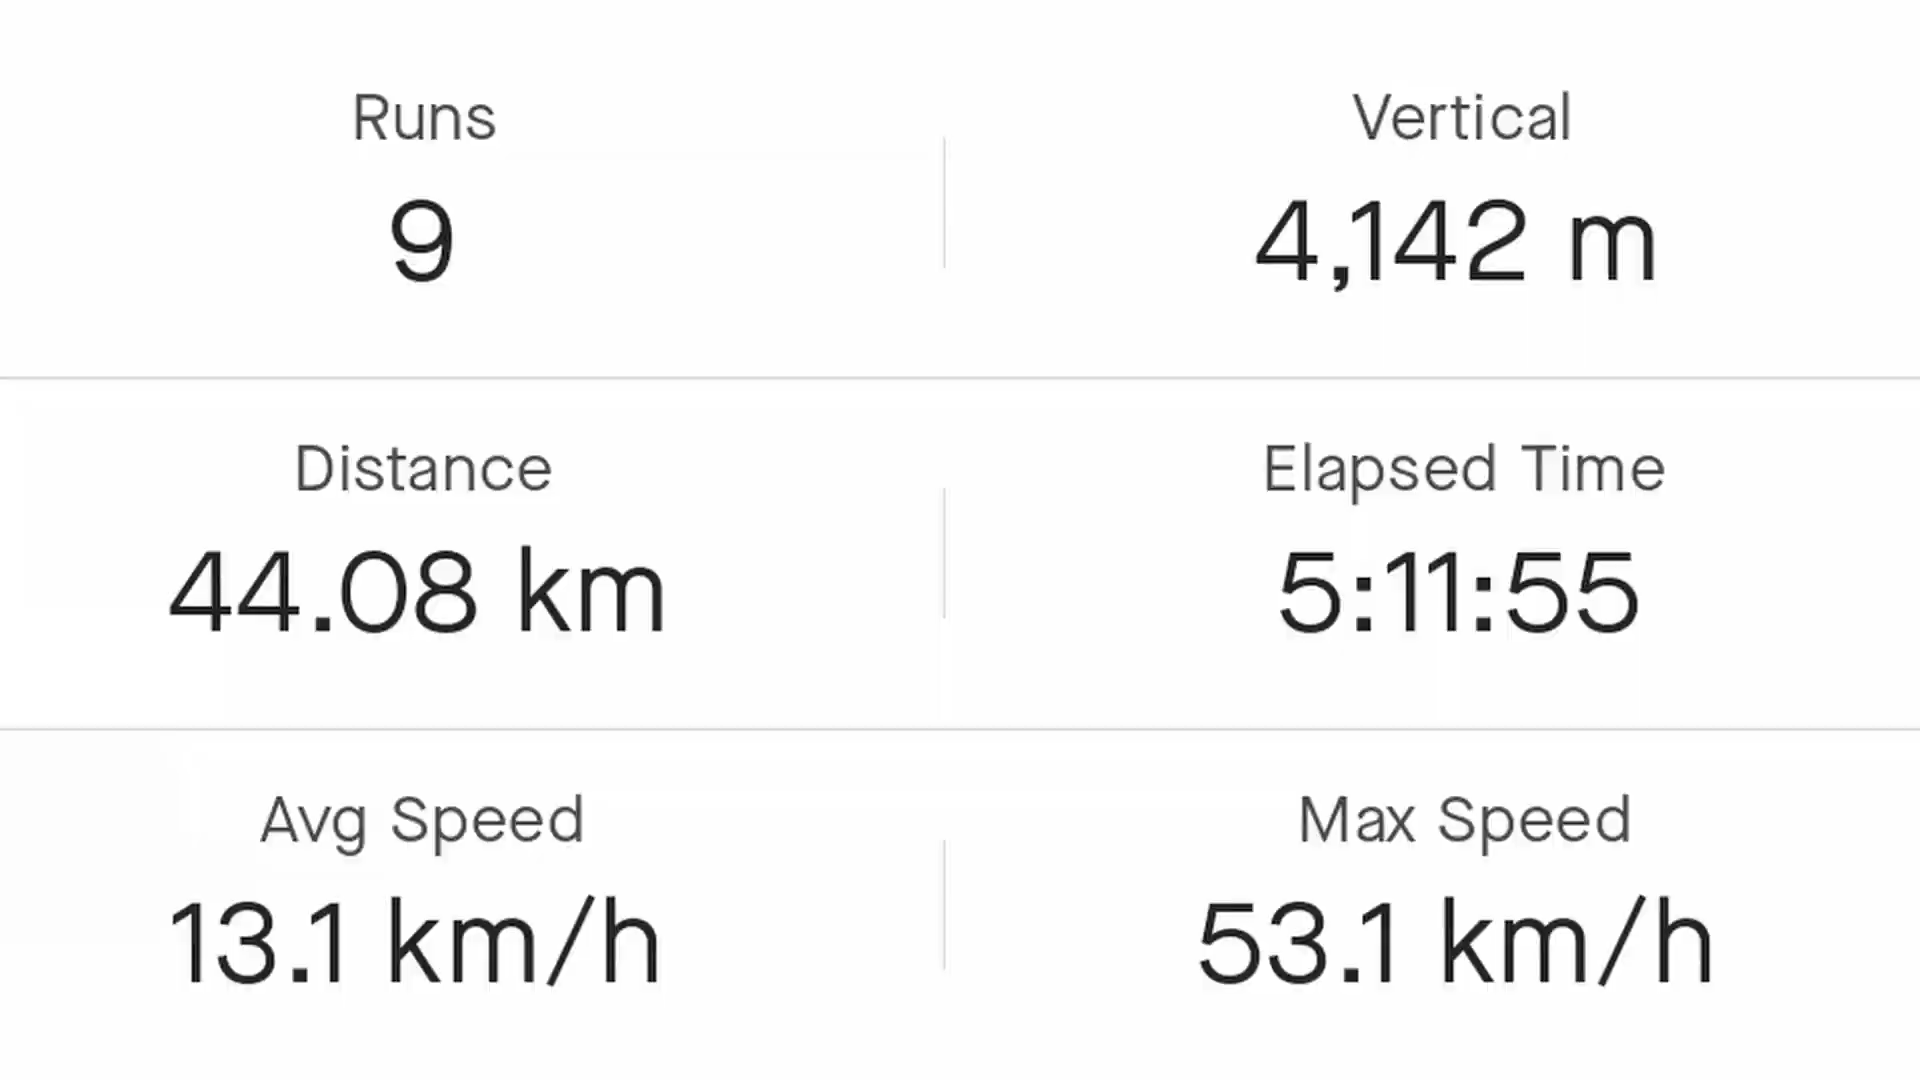 Runs
Vertical
9
4,142 m
Distance
Elapsed Time
44.08 km
5:11:55
Avg Speed
Max Speed
13.1 km/h
53.1 km/h